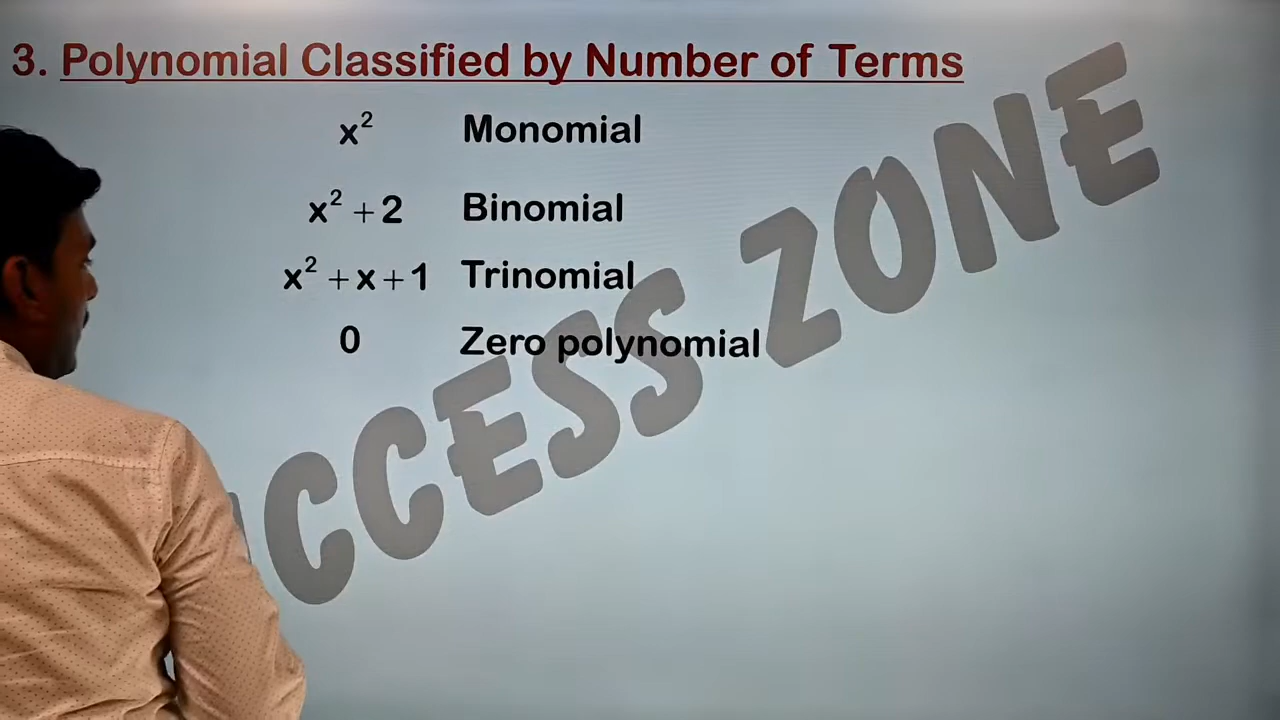 3. Polynomial Classified by Number of Terms
x² Monomial
x² + 2 Binomial
x² + x + 1 Trinomial
0 Zero polynomial
ZONE